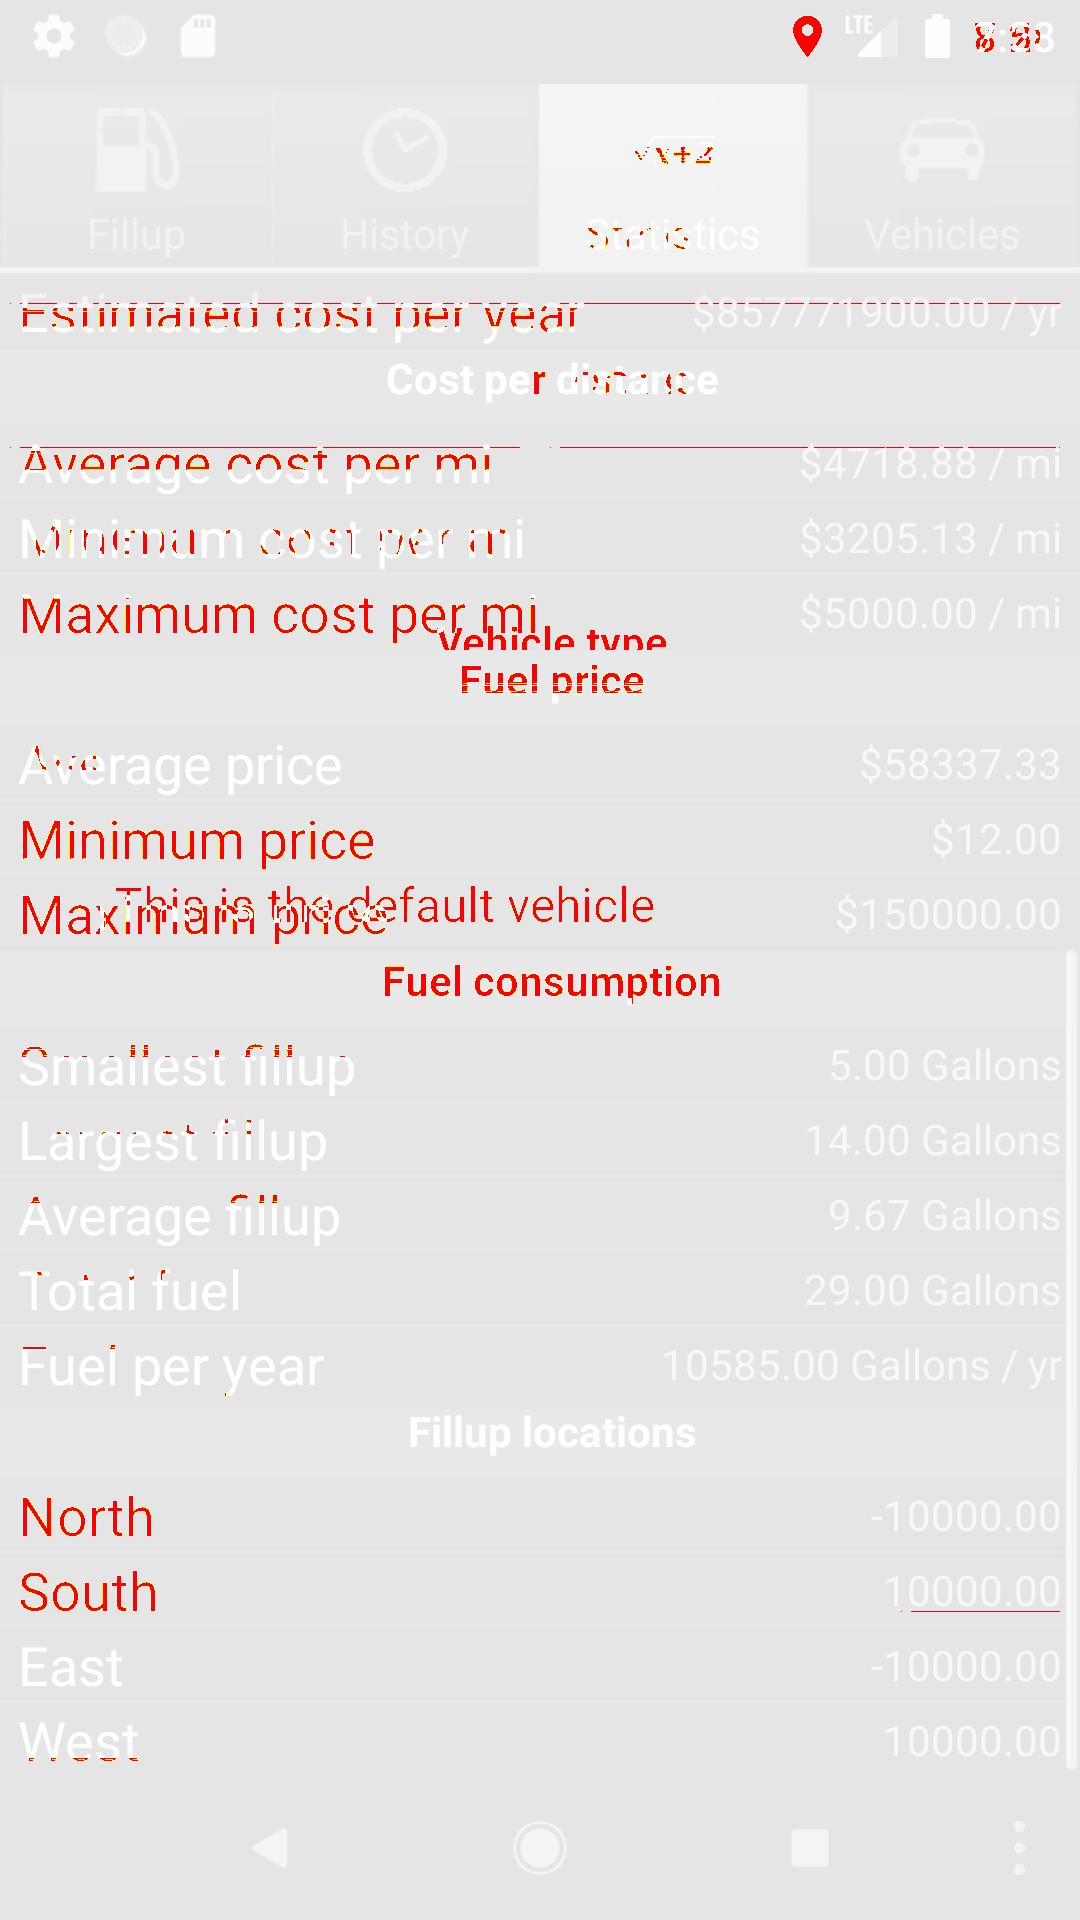 LTE
Fillup History Statistics Vehicles
Estimated cost per year $857771900.00 / yr
Cost per distance
Average cost per mi $4718.88 / mi
Minimum cost per mi $3205.13 / mi
Maximum cost per mi $5000.00 / mi
Vehicle type
Fuel price
Average price $58337.33
Minimum price $12.00
This is the default vehicle
Maximum price $150000.00
Fuel consumption
Smallest fillup 5.00 Gallons
Largest fillup 14.00 Gallons
Average fillup 9.67 Gallons
Total fuel 29.00 Gallons
Fuel per year 10585.00 Gallons / yr
Fillup locations
North -10000.00
South 10000.00
East -10000.00
West 10000.00